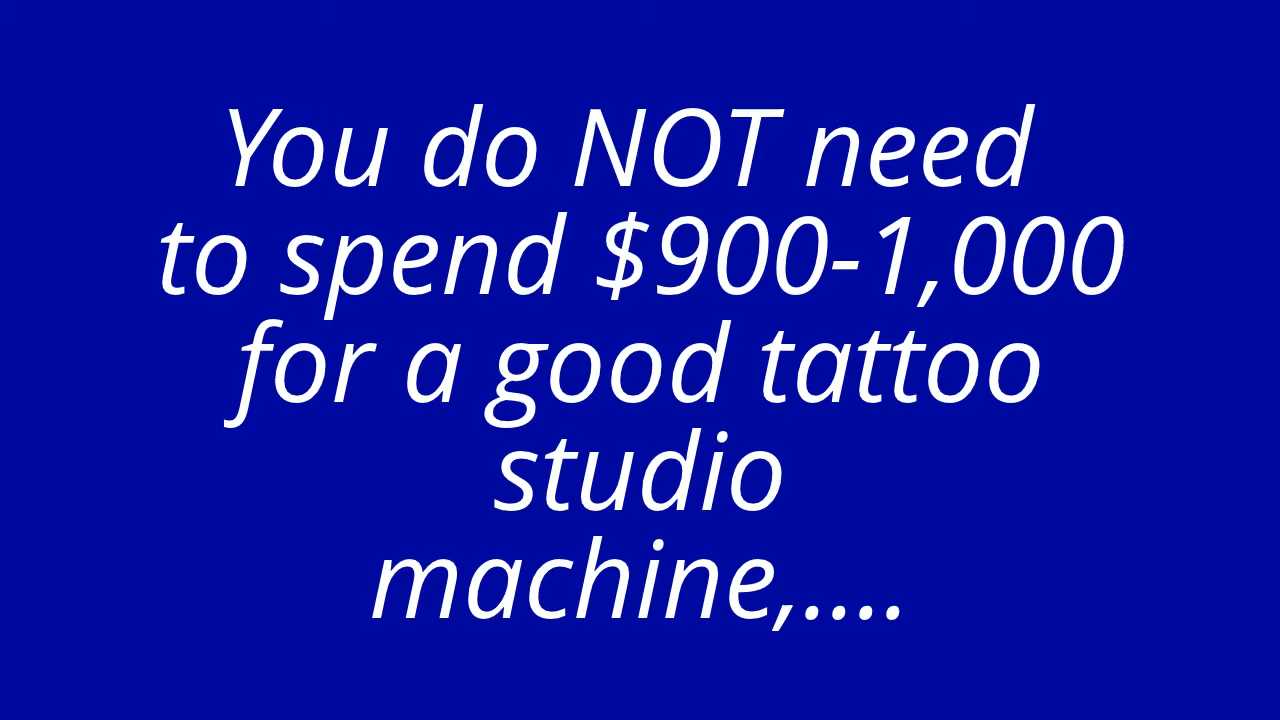 You do NOT need
to spend $900-1,000
for a good tattoo
studio
machine,....